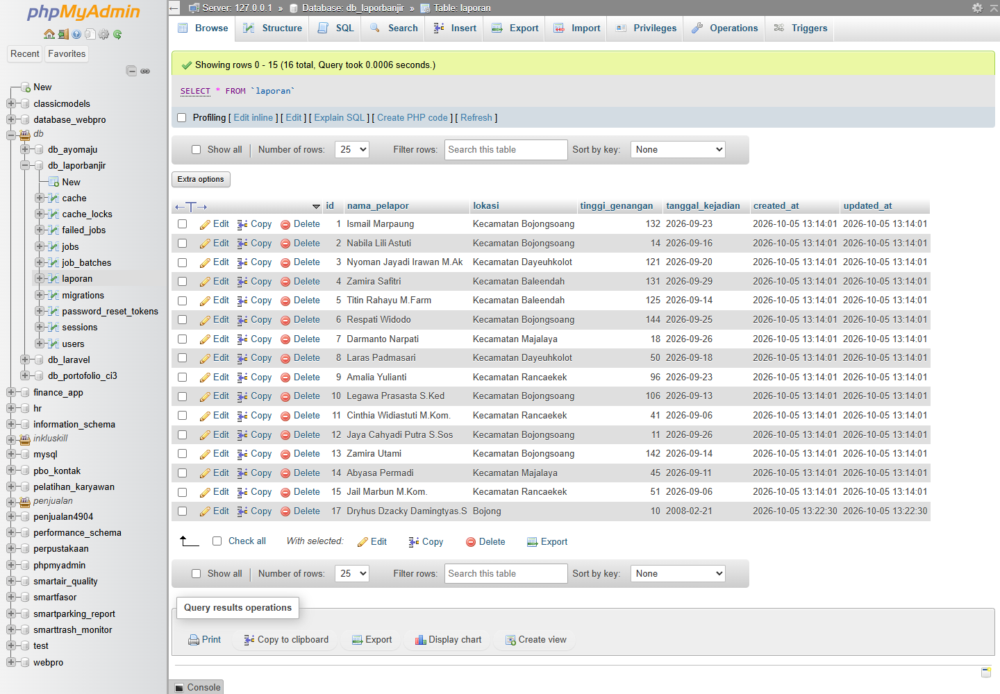 phpMyAdmin
Recent Favorites
New
classicmodels
database_webpro
db
db_ayomaju
db_laporbanjir
New
cache
cache_locks
failed_jobs
jobs
job_batches
laporan
migrations
password_reset_tokens
sessions
users
db_laravel
db_portofolio_ci3
finance_app
hr
information_schema
inkluskill
mysql
pbo_kontak
pelatihan_karyawan
penjualan
penjualan4904
performance_schema
perpustakaan
phpmyadmin
smartair_quality
smartfasor
smartparking_report
smarttrash_monitor
test
webpro
Server: 127.0.0.1 » Database: db_laporbanjir » Table: laporan
Browse Structure SQL Search Insert Export Import Privileges Operations Triggers
Showing rows 0 - 15 (16 total, Query took 0.0006 seconds.)
SELECT * FROM `laporan`
Profiling [ Edit inline ] [ Edit ] [ Explain SQL ] [ Create PHP code ] [ Refresh ]
Show all Number of rows: 25 Filter rows: Search this table Sort by key: None
Extra options
id nama_pelapor lokasi tinggi_genangan tanggal_kejadian created_at updated_at
Edit Copy Delete 1 Ismail Marpaung Kecamatan Bojongsoang 132 2026-09-23 2026-10-05 13:14:01 2026-10-05 13:14:01
Edit Copy Delete 2 Nabila Lili Astuti Kecamatan Bojongsoang 14 2026-09-16 2026-10-05 13:14:01 2026-10-05 13:14:01
Edit Copy Delete 3 Nyoman Jayadi Irawan M.Ak Kecamatan Dayeuhkolot 121 2026-09-20 2026-10-05 13:14:01 2026-10-05 13:14:01
Edit Copy Delete 4 Zamira Safitri Kecamatan Baleendah 131 2026-09-29 2026-10-05 13:14:01 2026-10-05 13:14:01
Edit Copy Delete 5 Titin Rahayu M.Farm Kecamatan Baleendah 125 2026-09-14 2026-10-05 13:14:01 2026-10-05 13:14:01
Edit Copy Delete 6 Respati Widodo Kecamatan Bojongsoang 144 2026-09-25 2026-10-05 13:14:01 2026-10-05 13:14:01
Edit Copy Delete 7 Darmanto Narpati Kecamatan Majalaya 18 2026-09-26 2026-10-05 13:14:01 2026-10-05 13:14:01
Edit Copy Delete 8 Laras Padmasari Kecamatan Dayeuhkolot 50 2026-09-18 2026-10-05 13:14:01 2026-10-05 13:14:01
Edit Copy Delete 9 Amalia Yulianti Kecamatan Rancaekek 96 2026-09-23 2026-10-05 13:14:01 2026-10-05 13:14:01
Edit Copy Delete 10 Legawa Prasasta S.Ked Kecamatan Bojongsoang 106 2026-09-13 2026-10-05 13:14:01 2026-10-05 13:14:01
Edit Copy Delete 11 Cinthia Widiastuti M.Kom. Kecamatan Rancaekek 41 2026-09-06 2026-10-05 13:14:01 2026-10-05 13:14:01
Edit Copy Delete 12 Jaya Cahyadi Putra S.Sos Kecamatan Bojongsoang 11 2026-09-26 2026-10-05 13:14:01 2026-10-05 13:14:01
Edit Copy Delete 13 Zamira Utami Kecamatan Bojongsoang 142 2026-09-14 2026-10-05 13:14:01 2026-10-05 13:14:01
Edit Copy Delete 14 Abyasa Permadi Kecamatan Majalaya 45 2026-09-11 2026-10-05 13:14:01 2026-10-05 13:14:01
Edit Copy Delete 15 Jail Marbun M.Kom. Kecamatan Rancaekek 51 2026-09-06 2026-10-05 13:14:01 2026-10-05 13:14:01
Edit Copy Delete 17 Dryhus Dzacky Damingtyas.S Bojong 10 2008-02-21 2026-10-05 13:22:30 2026-10-05 13:22:30
Check all With selected: Edit Copy Delete Export
Show all Number of rows: 25 Filter rows: Search this table Sort by key: None
Query results operations
Print Copy to clipboard Export Display chart Create view
Console